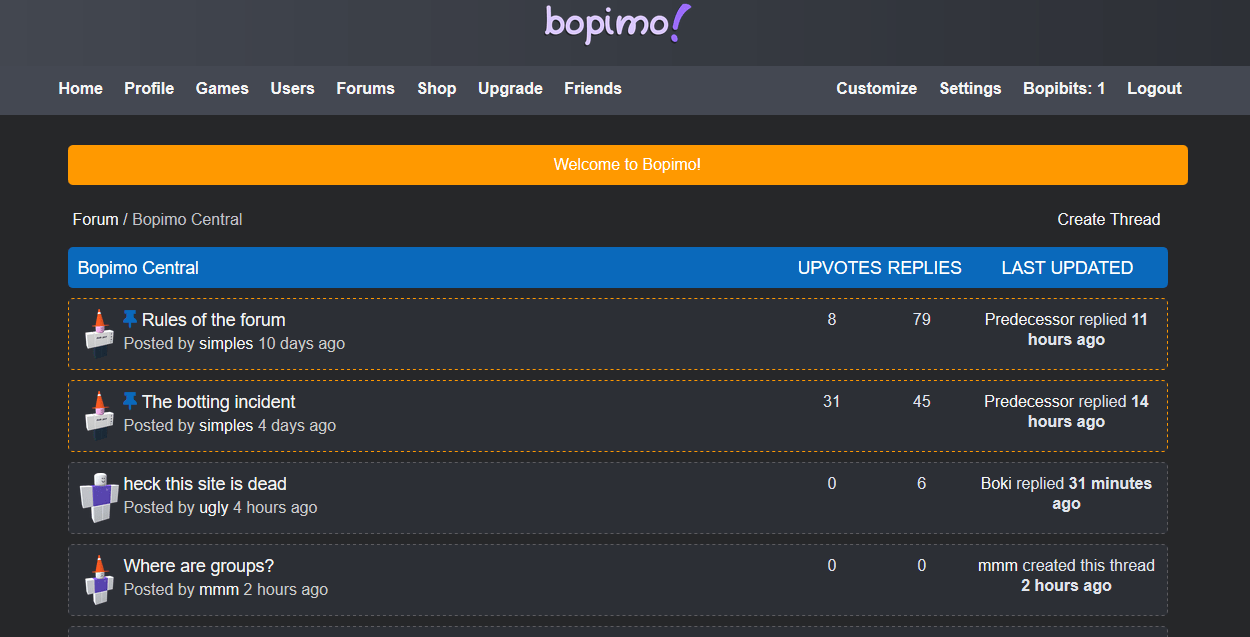 bopimo!
Home Profile Games Users Forums Shop Upgrade Friends Customize Settings Bopibits: 1 Logout
Welcome to Bopimo!
Forum / Bopimo Central Create Thread
Bopimo Central UPVOTES REPLIES LAST UPDATED
Rules of the forum 8 79 Predecessor replied 11
Posted by simples 10 days ago hours ago
The botting incident 31 45 Predecessor replied 14
Posted by simples 4 days ago hours ago
heck this site is dead 0 6 Boki replied 31 minutes
Posted by ugly 4 hours ago ago
Where are groups? 0 0 mmm created this thread
Posted by mmm 2 hours ago 2 hours ago